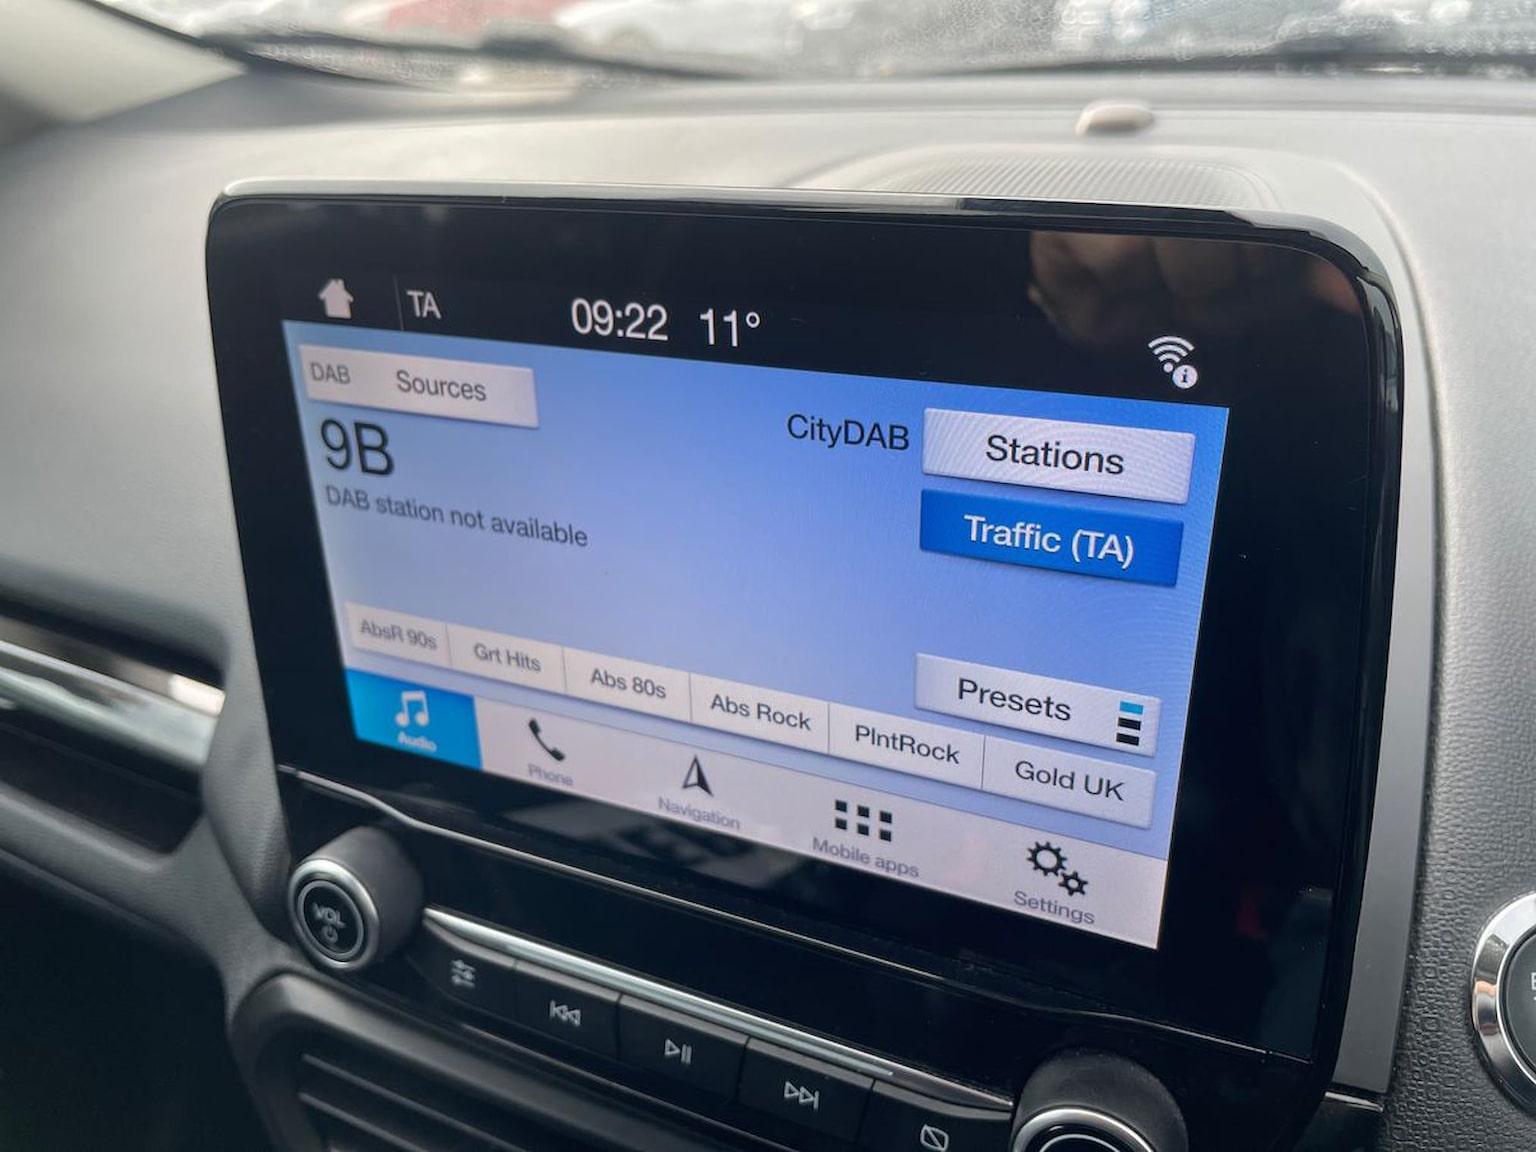 TA
09:22 11°
DAB Sources
9B
DAB station not available
CityDAB
Stations
Traffic (TA)
AbsR 90s
Grt Hits
Abs 80s
Abs Rock
PlntRock
Gold UK
Presets
Audio
Phone
Navigation
Mobile apps
Settings
VOL